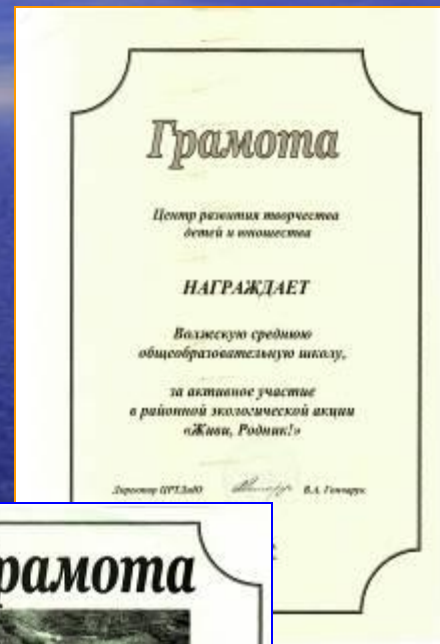 Грамота
Центр развития творчества
детей и юношества
НАГРАЖДАЕТ
Волжскую среднюю
общеобразовательную школу,
за активное участие
в районной экологической акции
«Живи, Родник!»
Директор ЦРТДиЮ В.А. Гончарук
рамота